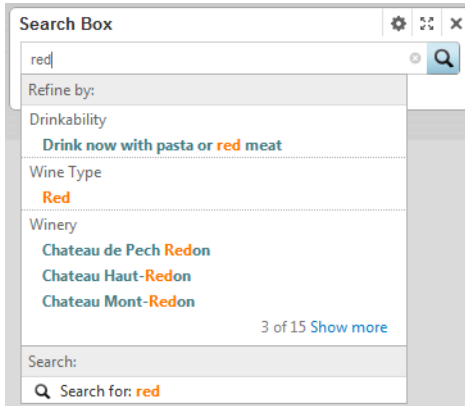 Search Box
red
Refine by:
Drinkability
Drink now with pasta or red meat
Wine Type
Red
Winery
Chateau de Pech Redon
Chateau Haut-Redon
Chateau Mont-Redon
3 of 15 Show more
Search:
Search for: red